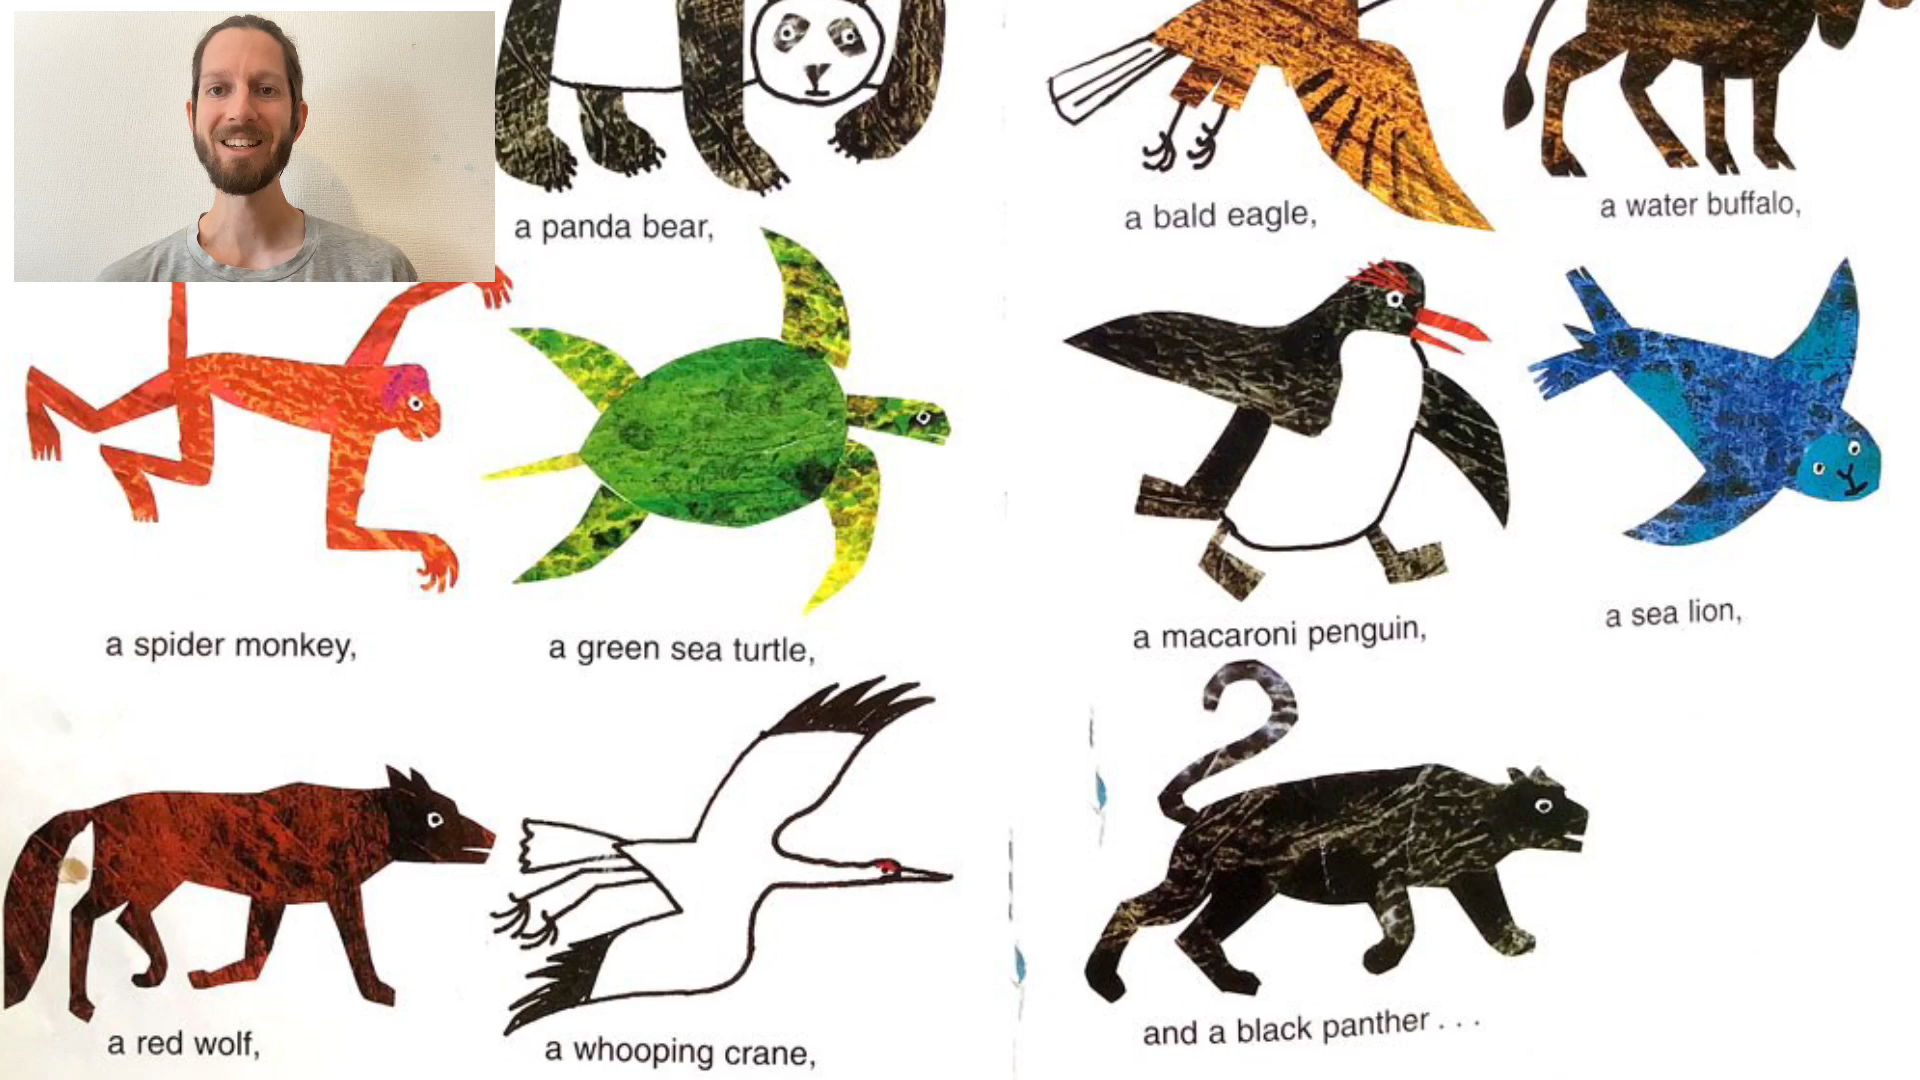 a panda bear,
a bald eagle,
a water buffalo,
a spider monkey,
a green sea turtle,
a macaroni penguin,
a sea lion,
a red wolf,
a whooping crane,
and a black panther . . .